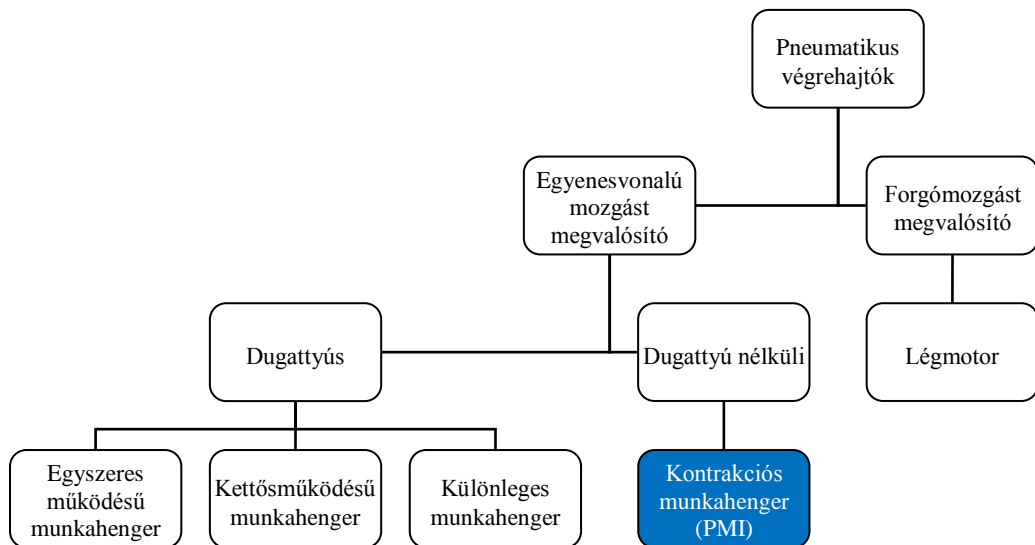 Pneumatikus
végrehajtók
Egyenesvonalú
mozgást
megvalósító
Forgómozgást
megvalósító
Dugattyús
Dugattyú nélküli
Légmotor
Egyszeres
működésű
munkahenger
Kettősműködésű
munkahenger
Különleges
munkahenger
Kontrakciós
munkahenger
(PMI)